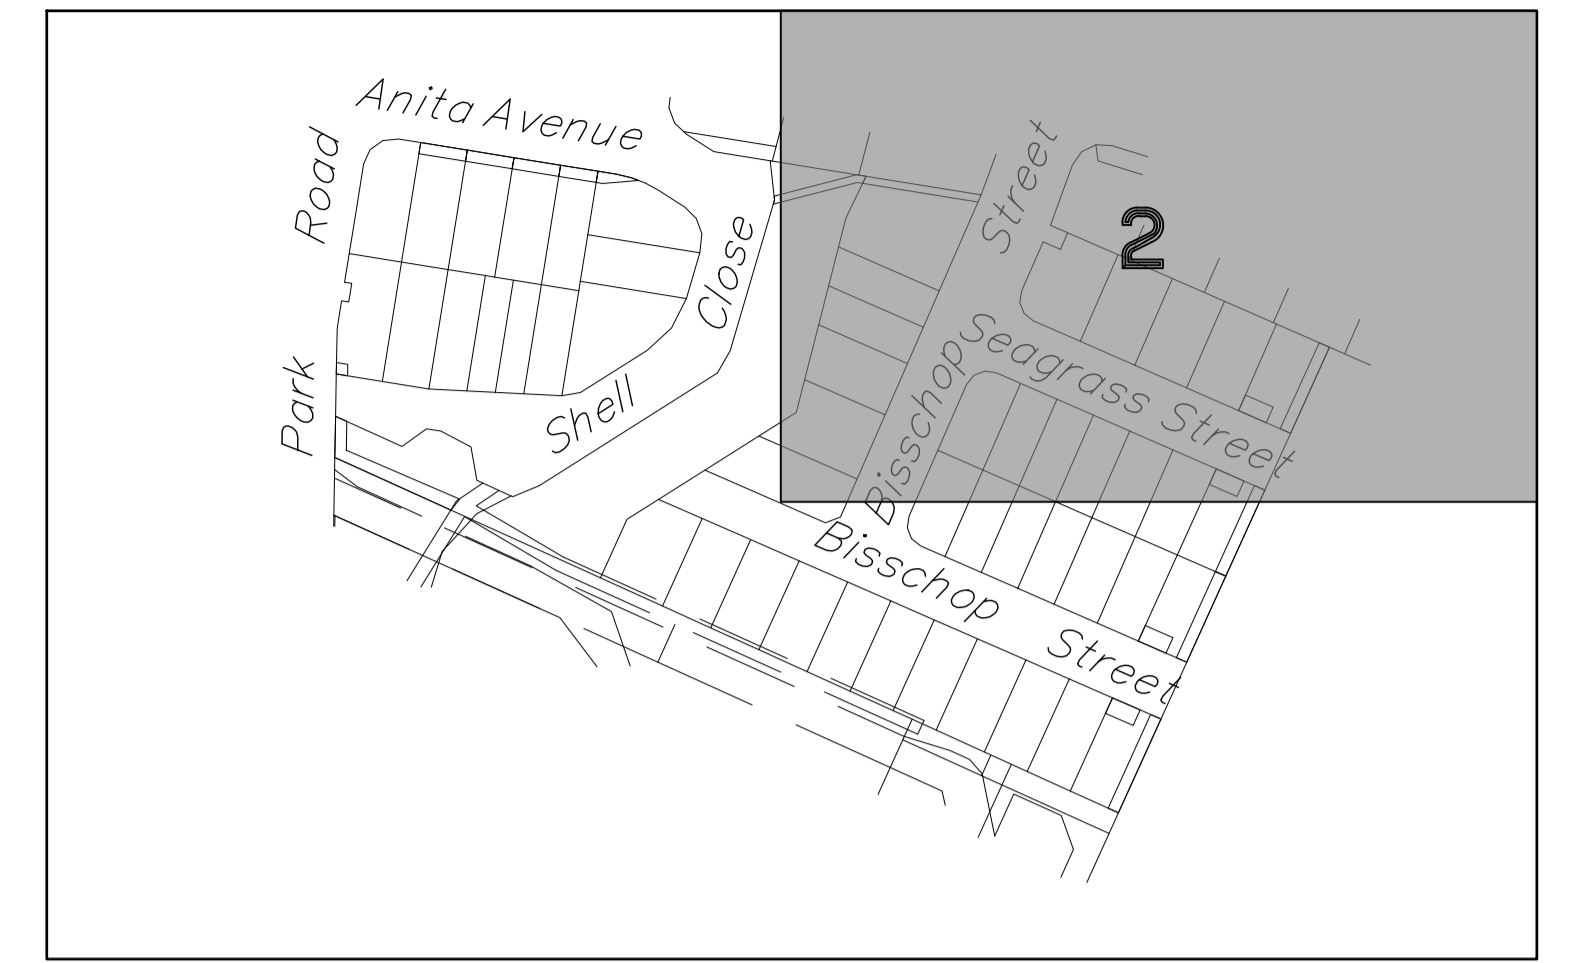 Anita Avenue
Park Road
Shell Close
2
Bisschop Street
Seagrass Street
Bisschop Street